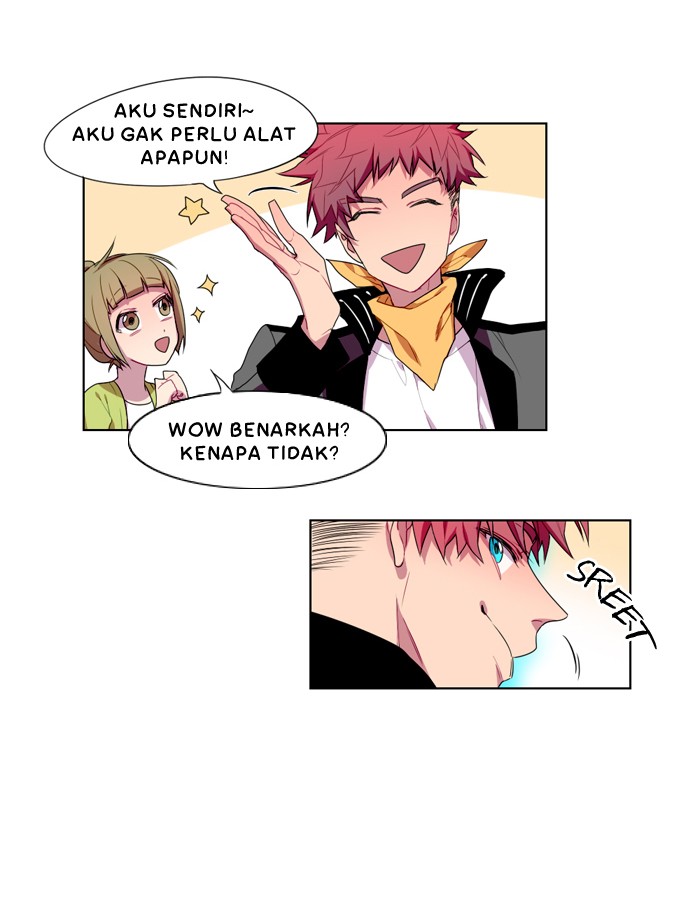 AKU SENDIRI~
AKU GAK PERLU ALAT
APAPUN!
WOW BENARKAH?
KENAPA TIDAK?
SREET